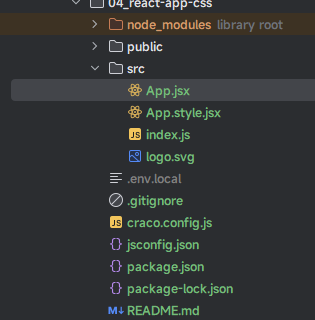 04_react-app-css
node_modules library root
public
src
App.jsx
App.style.jsx
JS index.js
logo.svg
.env.local
.gitignore
JS craco.config.js
jsconfig.json
package.json
package-lock.json
M↓ README.md